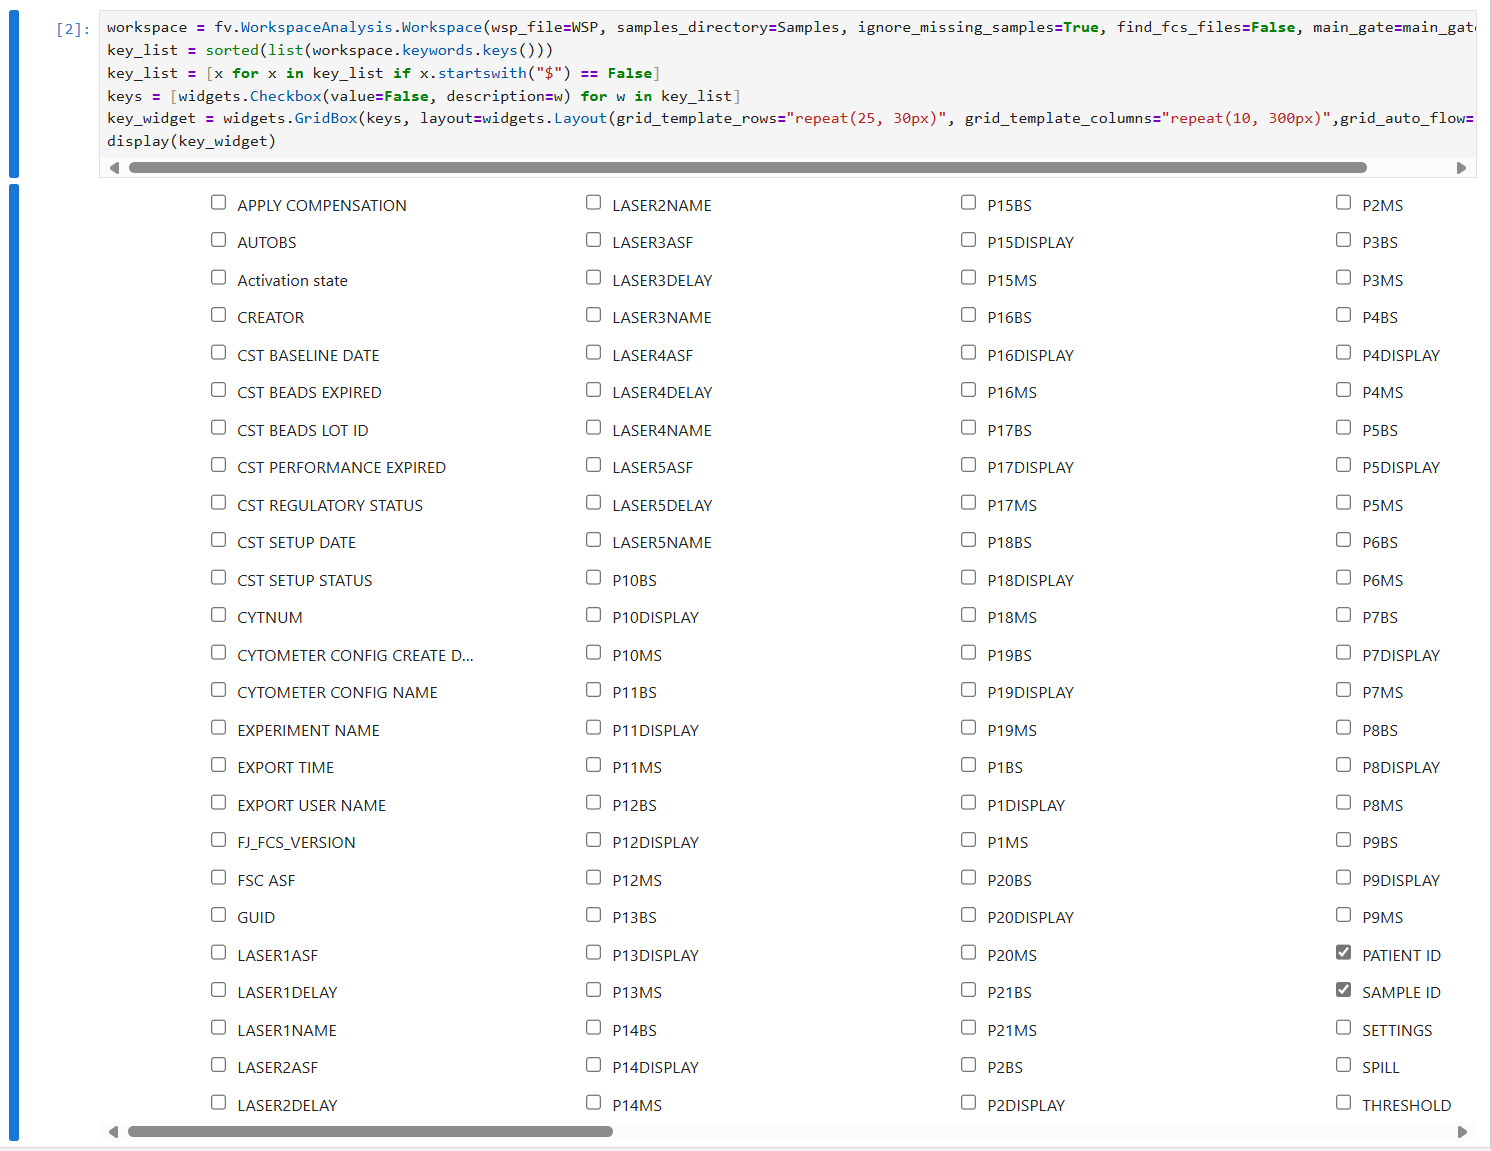 [2]:
workspace = fv.WorkspaceAnalysis.Workspace(wsp_file=WSP, samples_directory=Samples, ignore_missing_samples=True, find_fcs_files=False, main_gate=main_gat
key_list = sorted(list(workspace.keywords.keys()))
key_list = [x for x in key_list if x.startswith("$") == False]
keys = [widgets.Checkbox(value=False, description=w) for w in key_list]
key_widget = widgets.GridBox(keys, layout=widgets.Layout(grid_template_rows="repeat(25, 30px)", grid_template_columns="repeat(10, 300px)",grid_auto_flow=
display(key_widget)
APPLY COMPENSATION
AUTOBS
Activation state
CREATOR
CST BASELINE DATE
CST BEADS EXPIRED
CST BEADS LOT ID
CST PERFORMANCE EXPIRED
CST REGULATORY STATUS
CST SETUP DATE
CST SETUP STATUS
CYTNUM
CYTOMETER CONFIG CREATE D...
CYTOMETER CONFIG NAME
EXPERIMENT NAME
EXPORT TIME
EXPORT USER NAME
FJ_FCS_VERSION
FSC ASF
GUID
LASER1ASF
LASER1DELAY
LASER1NAME
LASER2ASF
LASER2DELAY
LASER2NAME
LASER3ASF
LASER3DELAY
LASER3NAME
LASER4ASF
LASER4DELAY
LASER4NAME
LASER5ASF
LASER5DELAY
LASER5NAME
P10BS
P10DISPLAY
P10MS
P11BS
P11DISPLAY
P11MS
P12BS
P12DISPLAY
P12MS
P13BS
P13DISPLAY
P13MS
P14BS
P14DISPLAY
P14MS
P15BS
P15DISPLAY
P15MS
P16BS
P16DISPLAY
P16MS
P17BS
P17DISPLAY
P17MS
P18BS
P18DISPLAY
P18MS
P19BS
P19DISPLAY
P19MS
P1BS
P1DISPLAY
P1MS
P20BS
P20DISPLAY
P20MS
P21BS
P21MS
P2BS
P2DISPLAY
P2MS
P3BS
P3MS
P4BS
P4DISPLAY
P4MS
P5BS
P5DISPLAY
P5MS
P6BS
P6MS
P7BS
P7DISPLAY
P7MS
P8BS
P8DISPLAY
P8MS
P9BS
P9DISPLAY
P9MS
PATIENT ID
SAMPLE ID
SETTINGS
SPILL
THRESHOLD